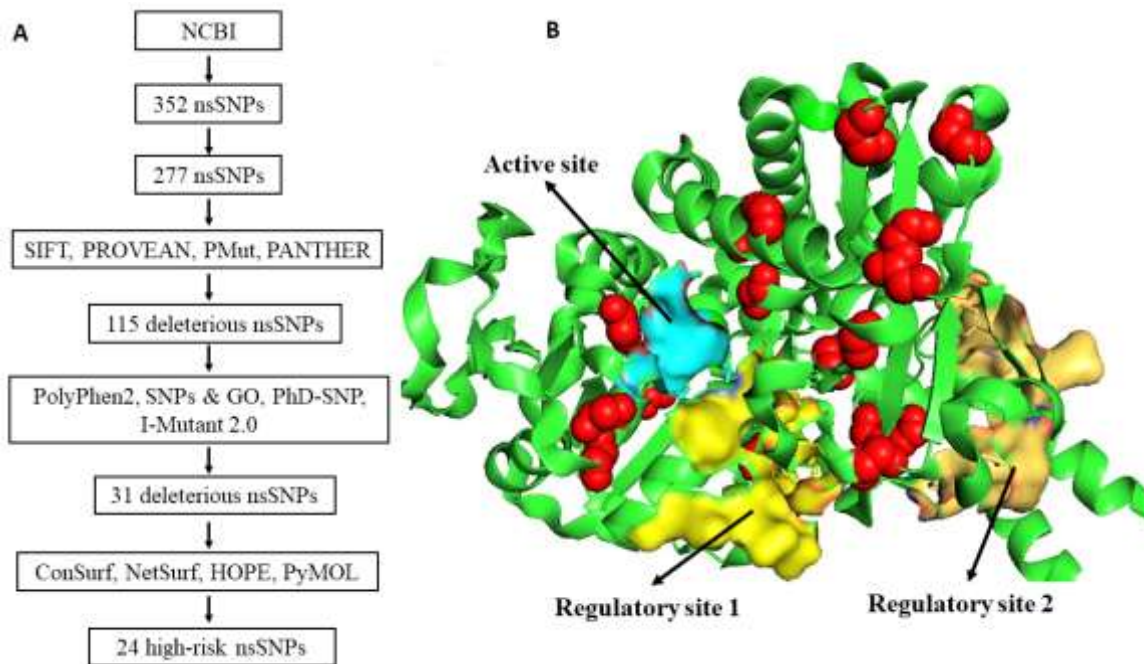 A
NCBI
352 nsSNPs
277 nsSNPs
SIFT, PROVEAN, PMut, PANTHER
115 deleterious nsSNPs
PolyPhen2, SNPs & GO, PhD-SNP,
I-Mutant 2.0
31 deleterious nsSNPs
ConSurf, NetSurf, HOPE, PyMOL
24 high-risk nsSNPs
B
Active site
Regulatory site 1
Regulatory site 2